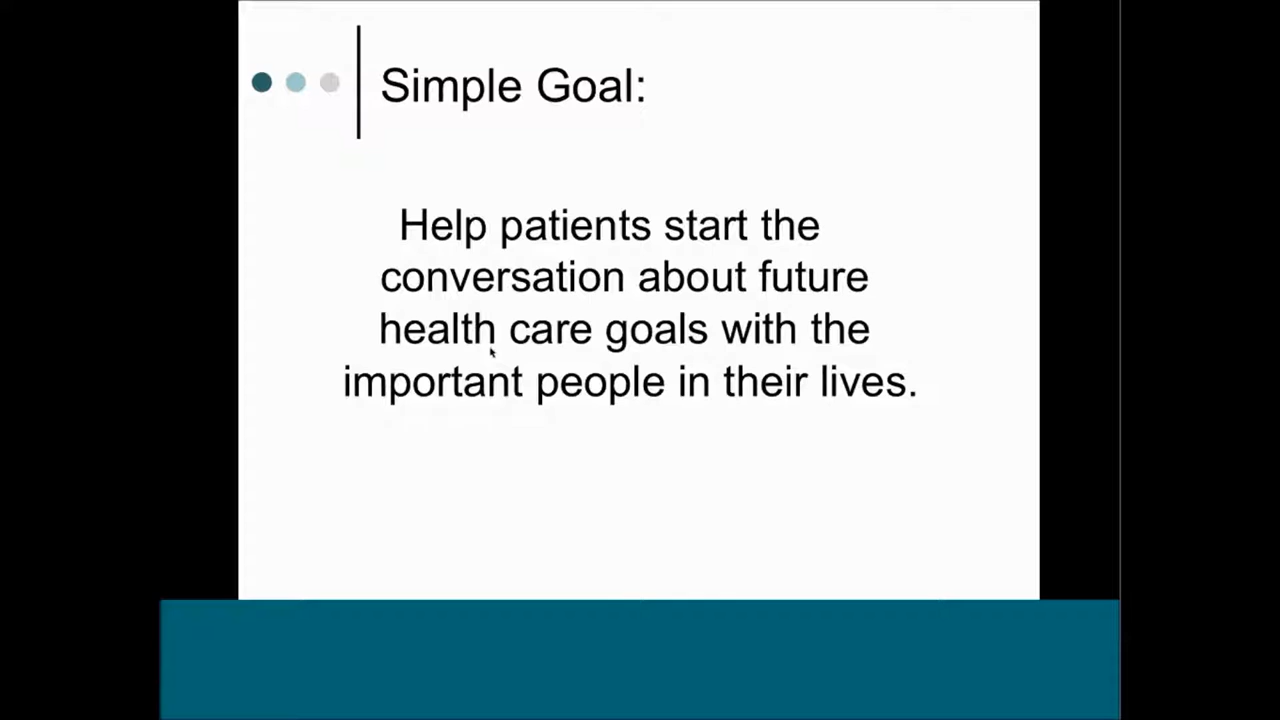 Simple Goal:
Help patients start the
conversation about future
health care goals with the
important people in their lives.